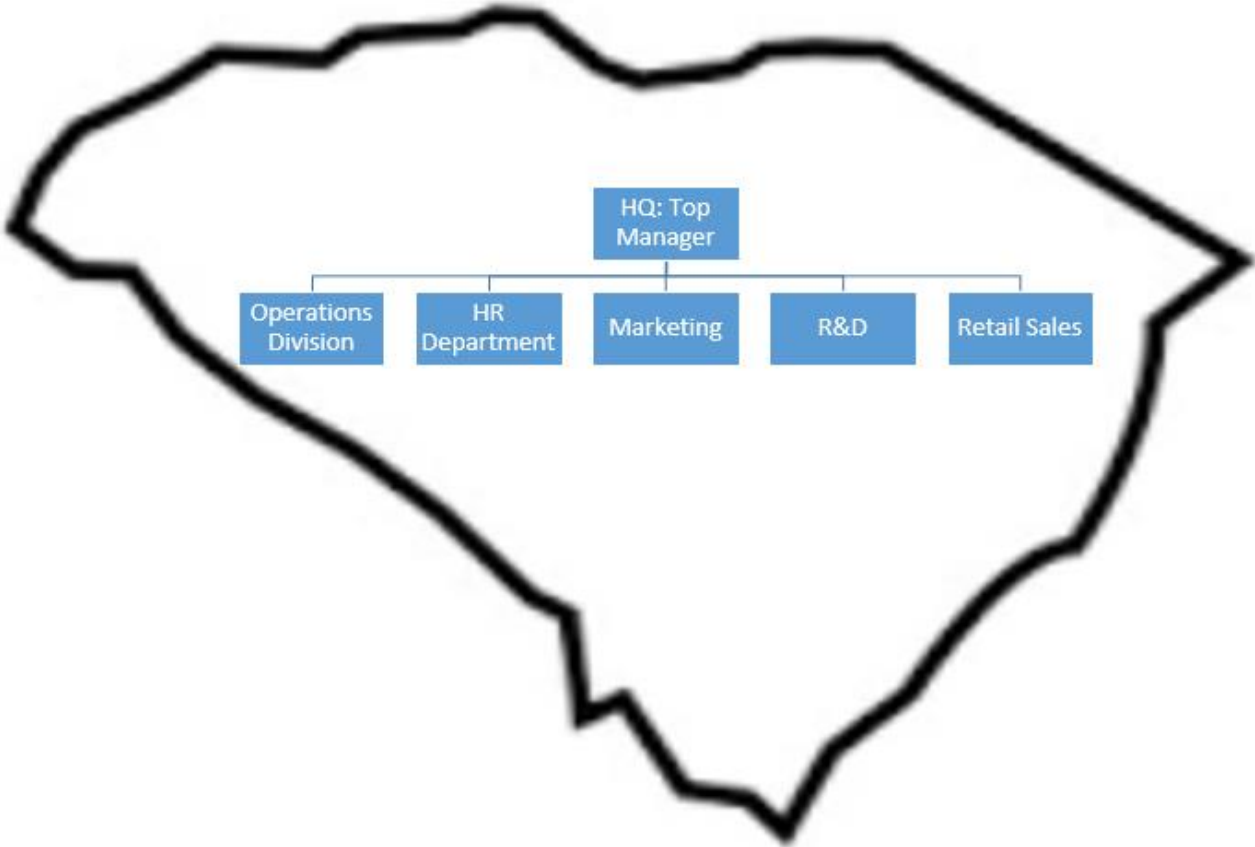 HQ: Top
Manager
Operations
Division
HR
Department
Marketing
R&D
Retail Sales